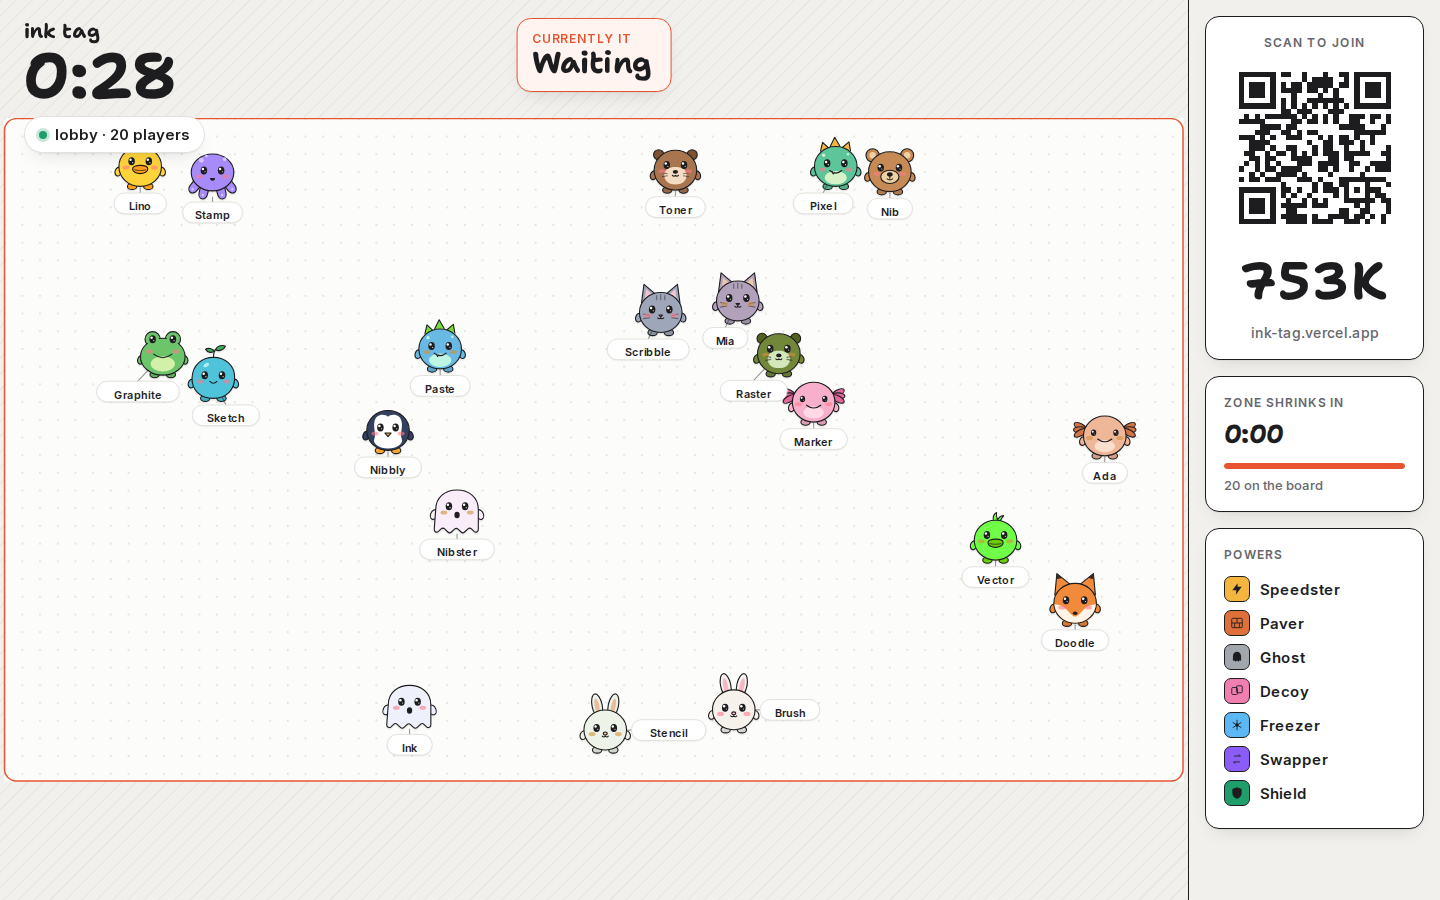 ink tag
0:28
CURRENTLY IT
Waiting
lobby · 20 players
Lino
Stamp
Toner
Pixel
Nib
Scribble
Mia
Graphite
Sketch
Paste
Raster
Marker
Nibbly
Ada
Nibster
Vector
Doodle
Ink
Stencil
Brush
SCAN TO JOIN
753K
ink-tag.vercel.app
ZONE SHRINKS IN
0:00
20 on the board
POWERS
Speedster
Paver
Ghost
Decoy
Freezer
Swapper
Shield